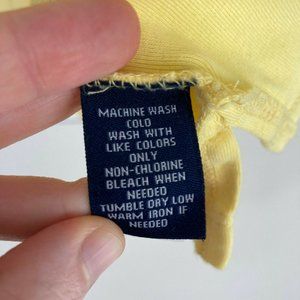 MACHINE WASH
COLD
WASH WITH
LIKE COLORS
ONLY
NON-CHLORINE
BLEACH WHEN
NEEDED
TUMBLE DRY LOW
WARM IRON IF
NEEDED